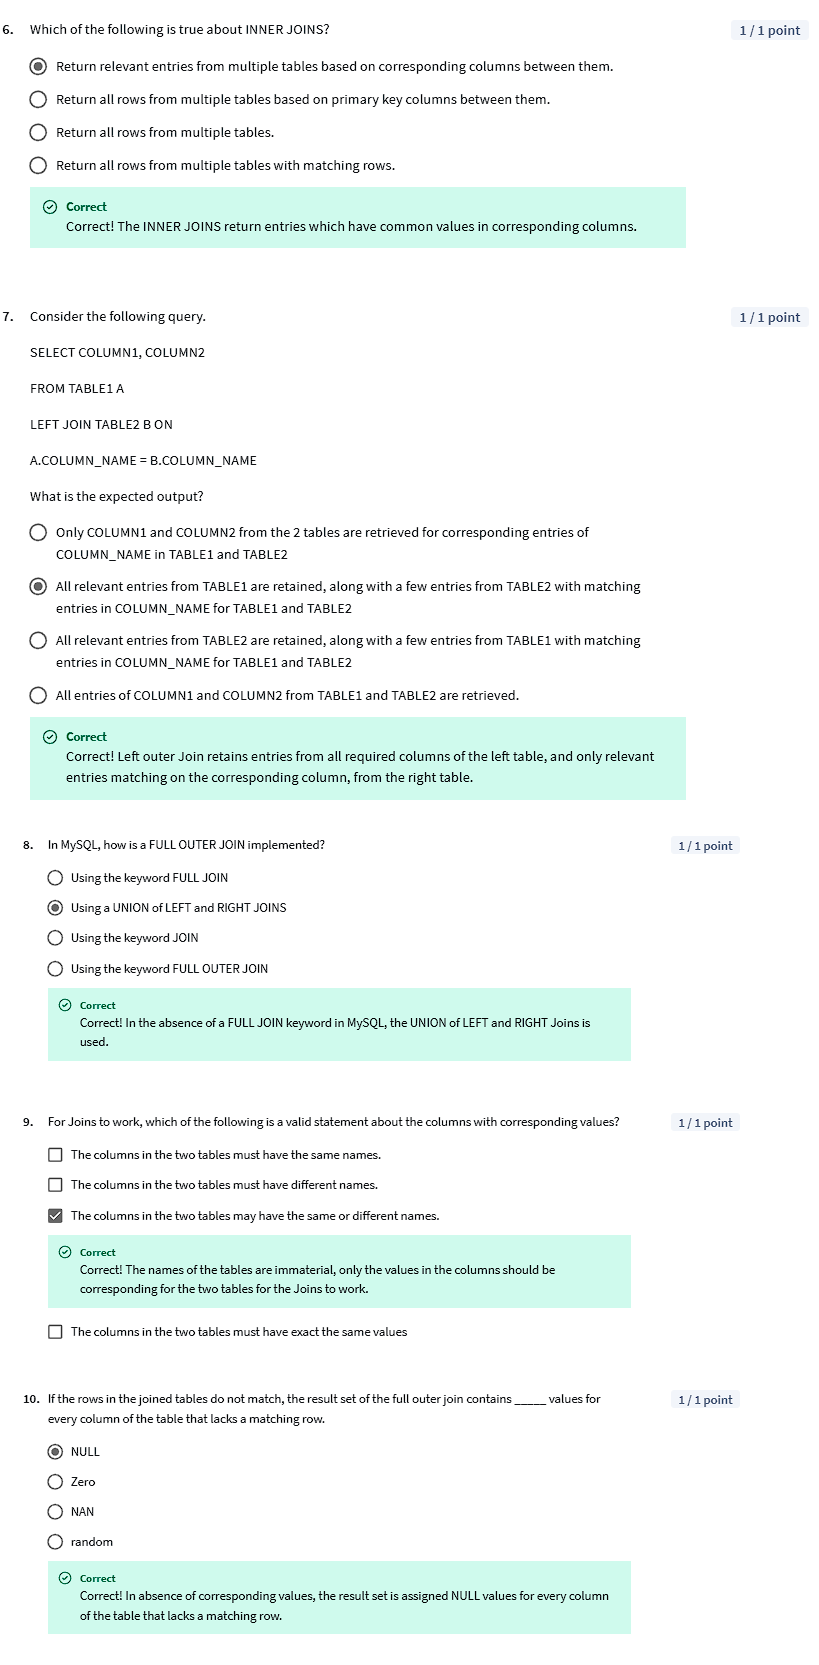 6. Which of the following is true about INNER JOINS?
1 / 1 point
Return relevant entries from multiple tables based on corresponding columns between them.
Return all rows from multiple tables based on primary key columns between them.
Return all rows from multiple tables.
Return all rows from multiple tables with matching rows.
Correct
Correct! The INNER JOINS return entries which have common values in corresponding columns.
7. Consider the following query.
1 / 1 point
SELECT COLUMN1, COLUMN2
FROM TABLE1 A
LEFT JOIN TABLE2 B ON
A.COLUMN_NAME = B.COLUMN_NAME
What is the expected output?
Only COLUMN1 and COLUMN2 from the 2 tables are retrieved for corresponding entries of
COLUMN_NAME in TABLE1 and TABLE2
All relevant entries from TABLE1 are retained, along with a few entries from TABLE2 with matching
entries in COLUMN_NAME for TABLE1 and TABLE2
All relevant entries from TABLE2 are retained, along with a few entries from TABLE1 with matching
entries in COLUMN_NAME for TABLE1 and TABLE2
All entries of COLUMN1 and COLUMN2 from TABLE1 and TABLE2 are retrieved.
Correct
Correct! Left outer Join retains entries from all required columns of the left table, and only relevant
entries matching on the corresponding column, from the right table.
8. In MySQL, how is a FULL OUTER JOIN implemented?
1 / 1 point
Using the keyword FULL JOIN
Using a UNION of LEFT and RIGHT JOINS
Using the keyword JOIN
Using the keyword FULL OUTER JOIN
Correct
Correct! In the absence of a FULL JOIN keyword in MySQL, the UNION of LEFT and RIGHT Joins is
used.
9. For Joins to work, which of the following is a valid statement about the columns with corresponding values?
1 / 1 point
The columns in the two tables must have the same names.
The columns in the two tables must have different names.
The columns in the two tables may have the same or different names.
Correct
Correct! The names of the tables are immaterial, only the values in the columns should be
corresponding for the two tables for the Joins to work.
The columns in the two tables must have exact the same values
10. If the rows in the joined tables do not match, the result set of the full outer join contains _____ values for
1 / 1 point
every column of the table that lacks a matching row.
NULL
Zero
NAN
random
Correct
Correct! In absence of corresponding values, the result set is assigned NULL values for every column
of the table that lacks a matching row.